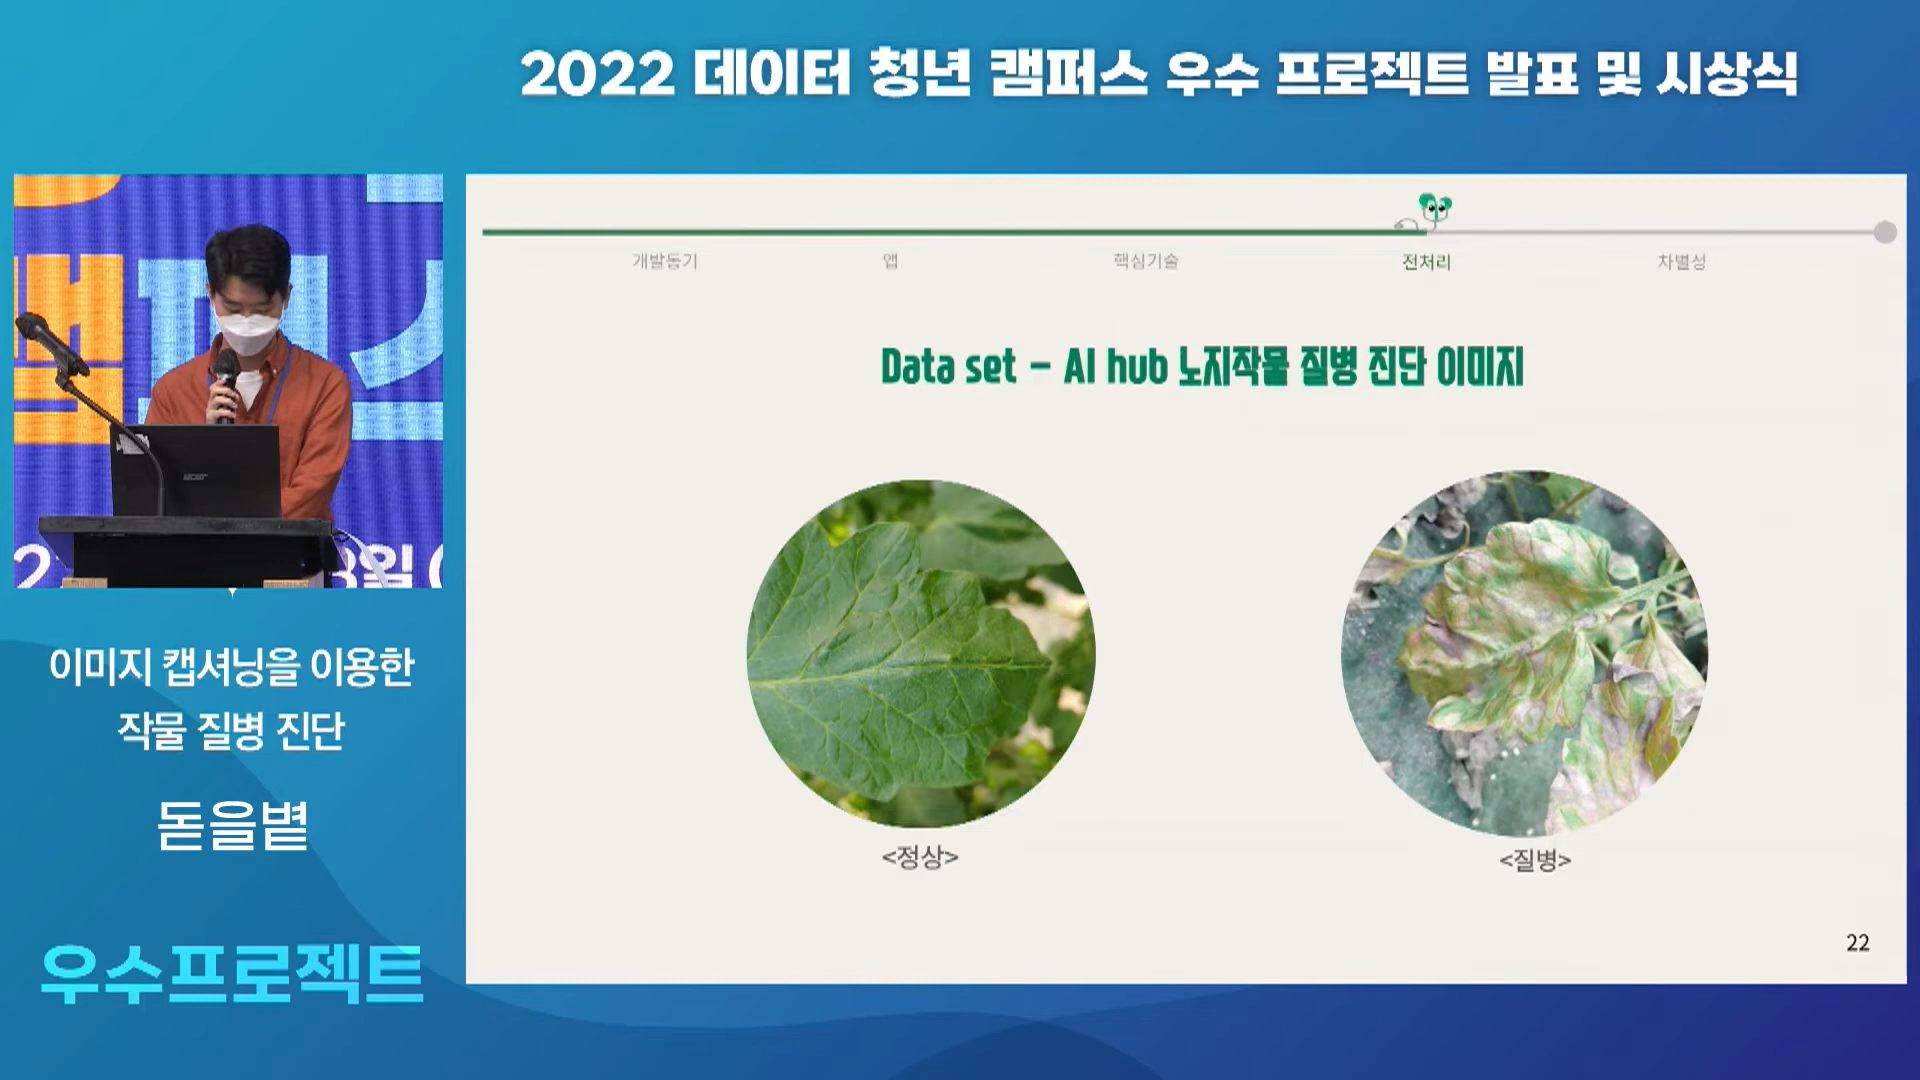 2022 데이터 청년 캠퍼스 우수 프로젝트 발표 및 시상식
개발동기
앱
핵심기술
전처리
차별성
Data set – AI hub 노지작물 질병 진단 이미지
<정상>
<질병>
22
acer
이미지 캡셔닝을 이용한
작물 질병 진단
돋을볕
우수프로젝트